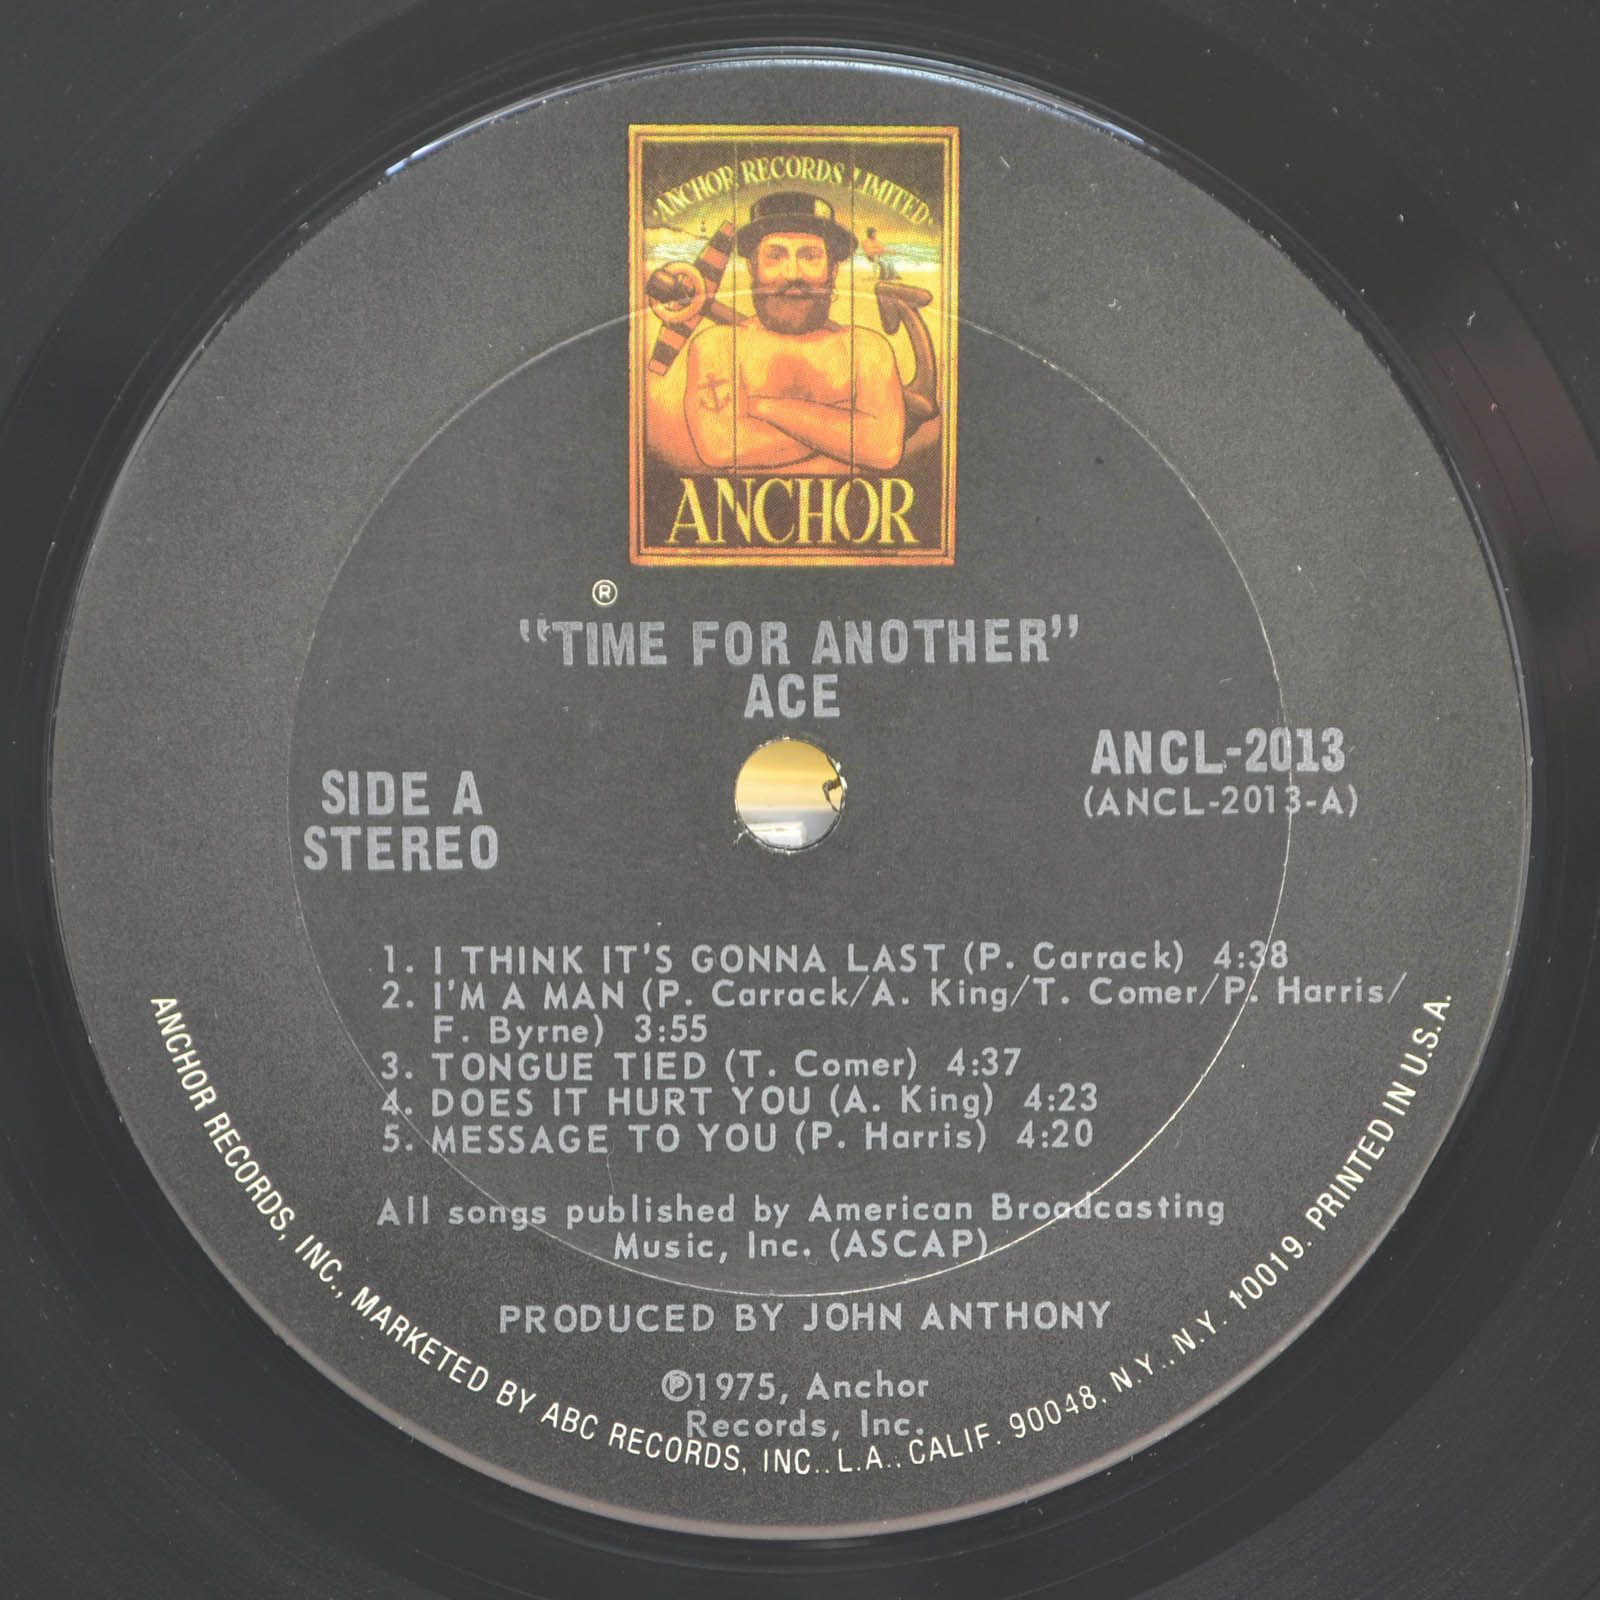 "ANCHOR RECORDS LIMITED"
ANCHOR
®
"TIME FOR ANOTHER"
ACE
SIDE A
STEREO
ANCL-2013
(ANCL-2013-A)
1. I THINK IT'S GONNA LAST (P. Carrack) 4:38
2. I'M A MAN (P. Carrack/A. King/T. Comer/P. Harris/
F. Byrne) 3:55
3. TONGUE TIED (T. Comer) 4:37
4. DOES IT HURT YOU (A. King) 4:23
5. MESSAGE TO YOU (P. Harris) 4:20
All songs published by American Broadcasting
Music, Inc. (ASCAP)
PRODUCED BY JOHN ANTHONY
℗1975, Anchor
Records, Inc.
ANCHOR RECORDS, INC., MARKETED BY ABC RECORDS, INC., L.A., CALIF. 90048, N.Y., N.Y. 10019. PRINTED IN U.S.A.